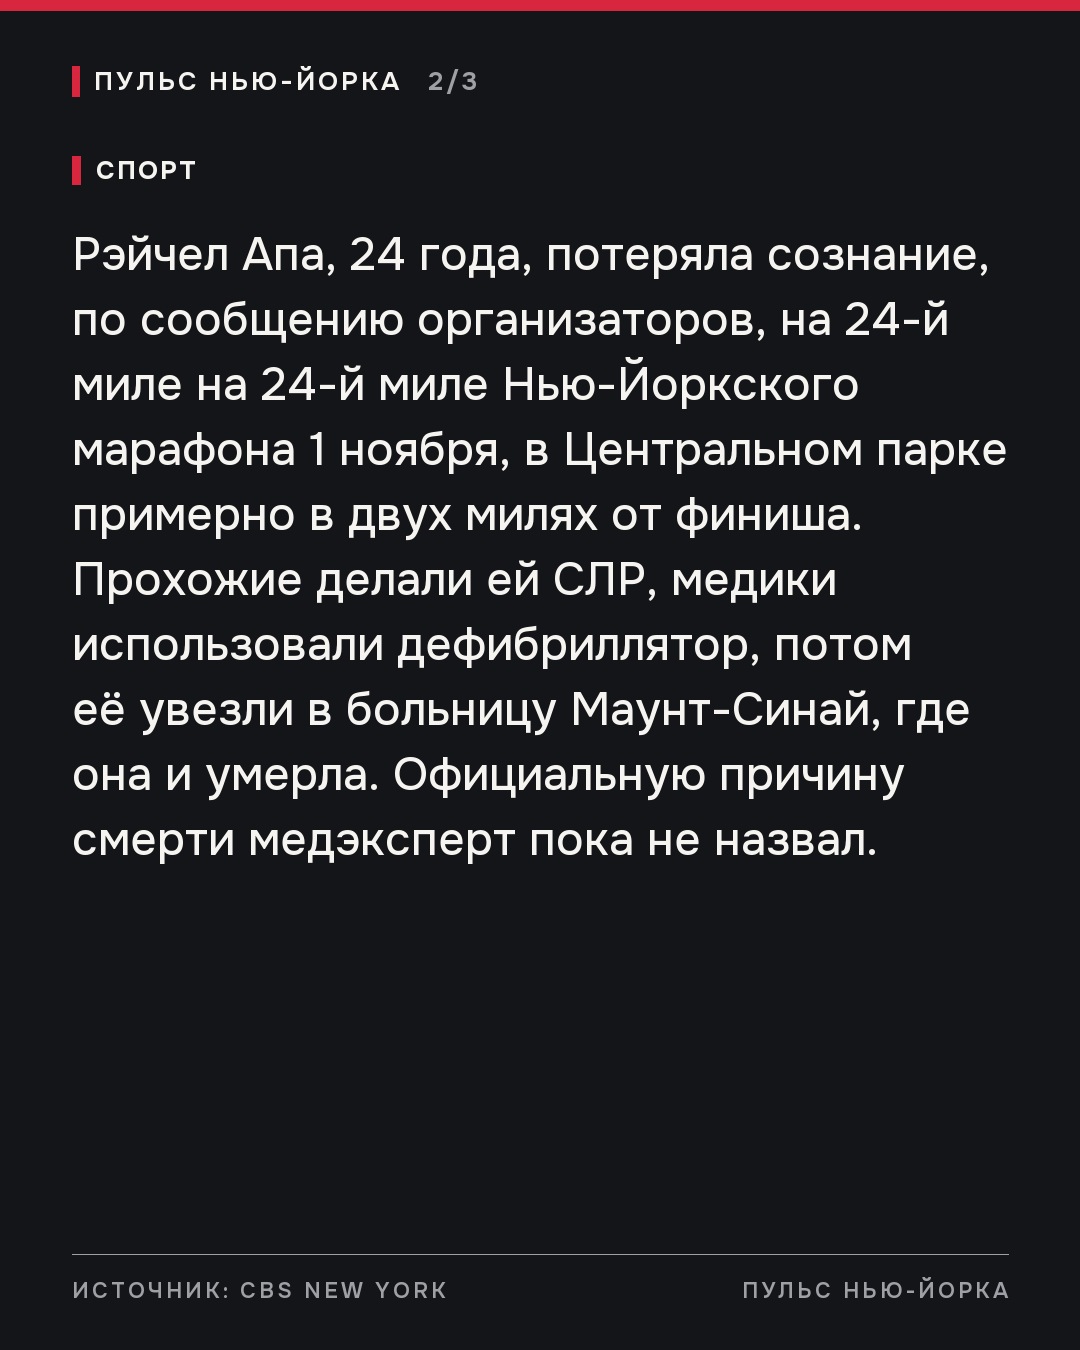 ПУЛЬС НЬЮ-ЙОРКА 2/3
СПОРТ
Рэйчел Апа, 24 года, потеряла сознание,
по сообщению организаторов, на 24-й
миле на 24-й миле Нью-Йоркского
марафона 1 ноября, в Центральном парке
примерно в двух милях от финиша.
Прохожие делали ей СЛР, медики
использовали дефибриллятор, потом
её увезли в больницу Маунт-Синай, где
она и умерла. Официальную причину
смерти медэксперт пока не назвал.
ИСТОЧНИК: CBS NEW YORK
ПУЛЬС НЬЮ-ЙОРКА